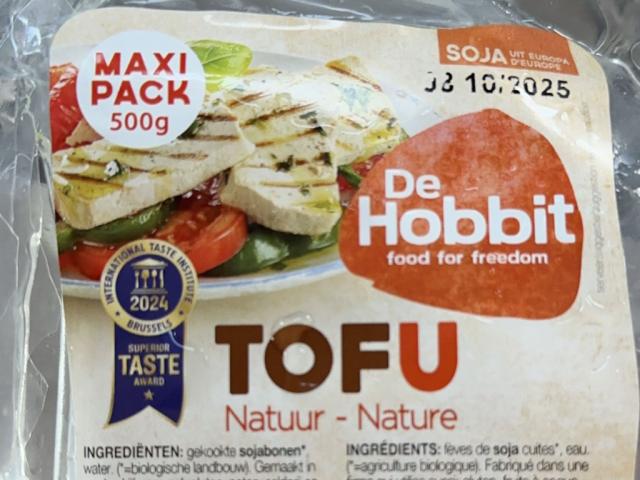 MAXI
PACK
500g
SOJA UIT EUROPA
D'EUROPE
10/2025
De
Hobbit
food for freedom
INTERNATIONAL TASTE INSTITUTE
2024
BRUSSELS
SUPERIOR
TASTE
AWARD
TOFU
Natuur - Nature
INGREDIËNTEN: gekookte sojabonen*,
water. (*=biologische landbouw). Gemaakt in
INGRÉDIENTS: fèves de soja cuites*, eau.
(*=agriculture biologique). Fabriqué dans une